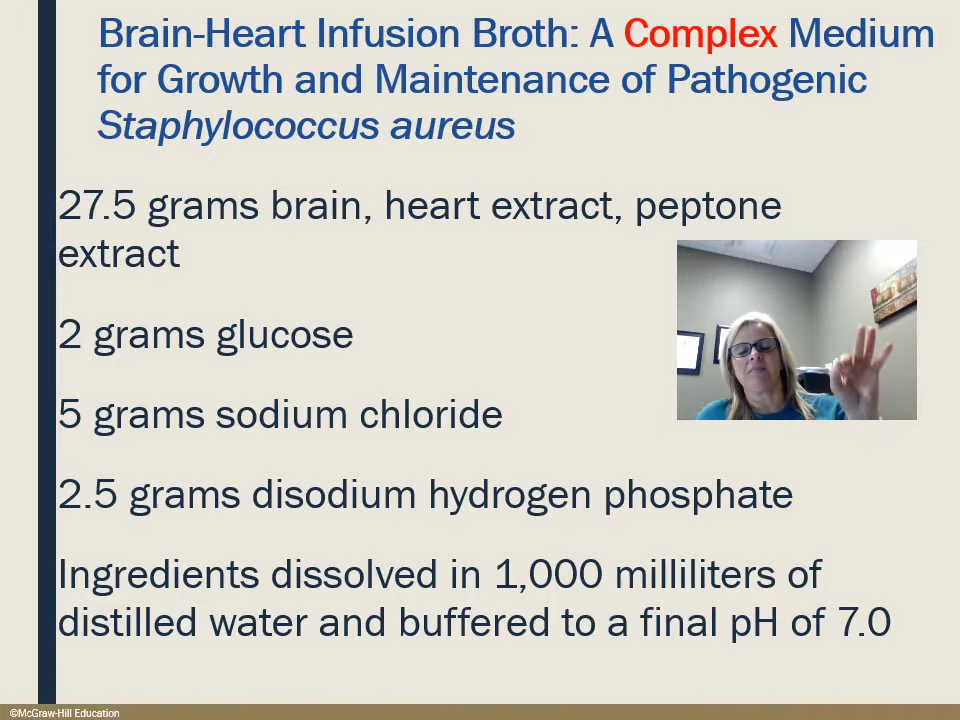 Brain-Heart Infusion Broth: A Complex Medium
for Growth and Maintenance of Pathogenic
Staphylococcus aureus
27.5 grams brain, heart extract, peptone
extract
2 grams glucose
5 grams sodium chloride
2.5 grams disodium hydrogen phosphate
Ingredients dissolved in 1,000 milliliters of
distilled water and buffered to a final pH of 7.0
©McGraw-Hill Education